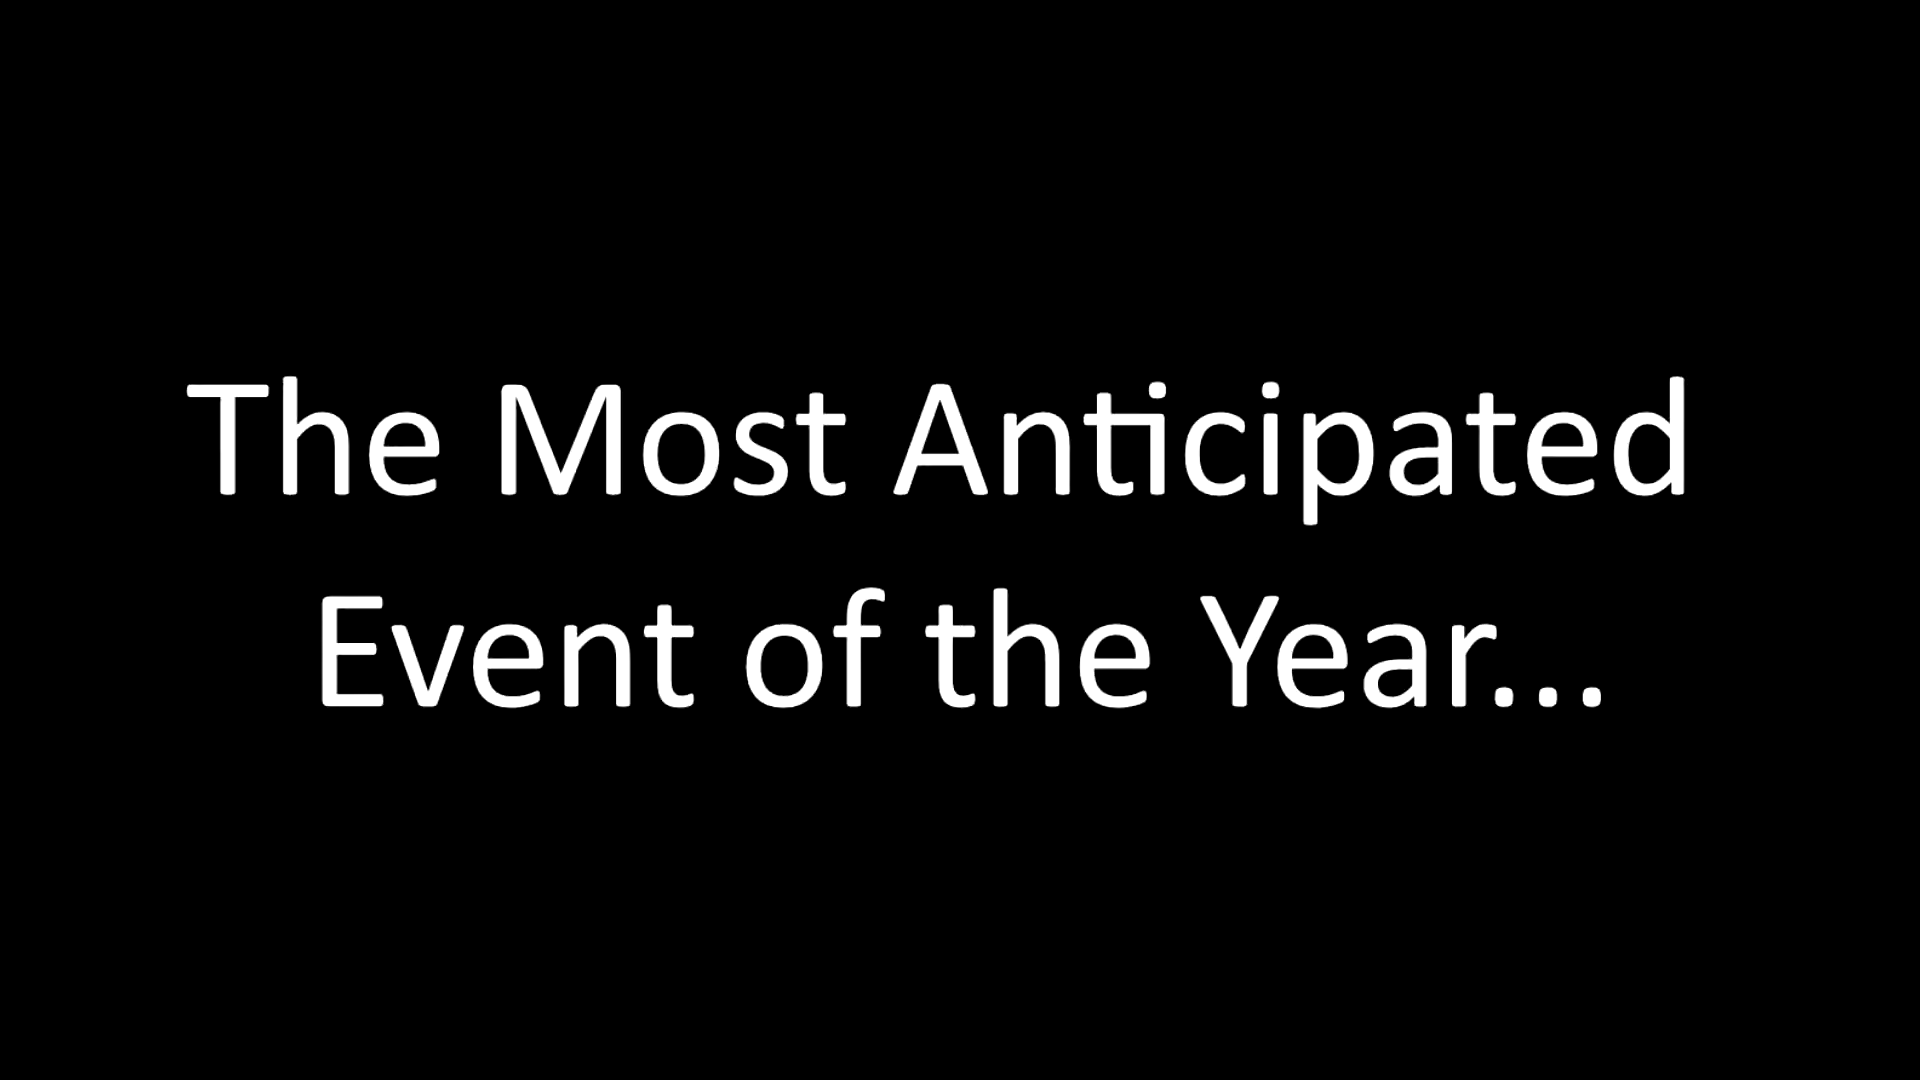 The Most Anticipated
Event of the Year...